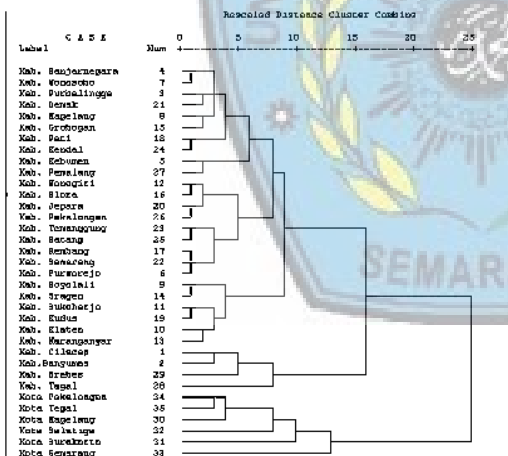 Rescaled Distance Cluster Combine
C A S E 0 5 10 15 20 25
Label Num
Kab. Banjarnegara 4
Kab. Wonosobo 7
Kab. Purbalingga 3
Kab. Demak 21
Kab. Magelang 8
Kab. Grobogan 15
Kab. Pati 18
Kab. Kendal 24
Kab. Kebumen 5
Kab. Pemalang 27
Kab. Wonogiri 12
Kab. Blora 16
Kab. Jepara 20
Kab. Pekalongan 26
Kab. Temanggung 23
Kab. Batang 25
Kab. Rembang 17
Kab. Semarang 22
Kab. Purworejo 6
Kab. Boyolali 9
Kab. Sragen 14
Kab. Sukoharjo 11
Kab. Kudus 19
Kab. Klaten 10
Kab. Karanganyar 13
Kab. Cilacap 1
Kab.Banyumas 2
Kab. Brebes 29
Kab. Tegal 28
Kota Pekalongan 34
Kota Tegal 35
Kota Magelang 30
Kota Salatiga 32
Kota Surakarta 31
Kota Semarang 33
SEMAR